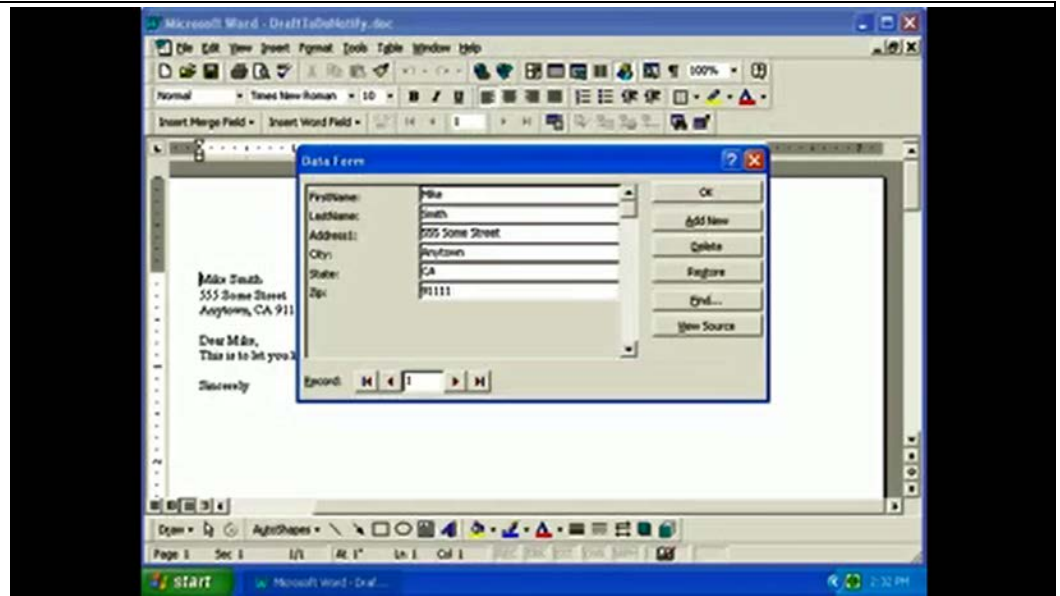 Microsoft Word - DraftToDoNotify.doc
File Edit View Insert Format Tools Table Window Help
100%
Normal Times New Roman 10 B I U
Insert Merge Field Insert Word Field 1
Data Form
FirstName: Mike OK
LastName: Smith Add New
Address1: 555 Some Street Delete
City: Anytown Restore
State: CA Find...
Zip: 91111 View Source
Record: 1
Mike Smith
555 Some Street
Anytown, CA 911
Dear Mike,
This is to let you
Sincerely
Draw AutoShapes
Page 1 Sec 1 1/1 At 1" Ln 1 Col 1
start Microsoft Word - Draf... 2:32 PM